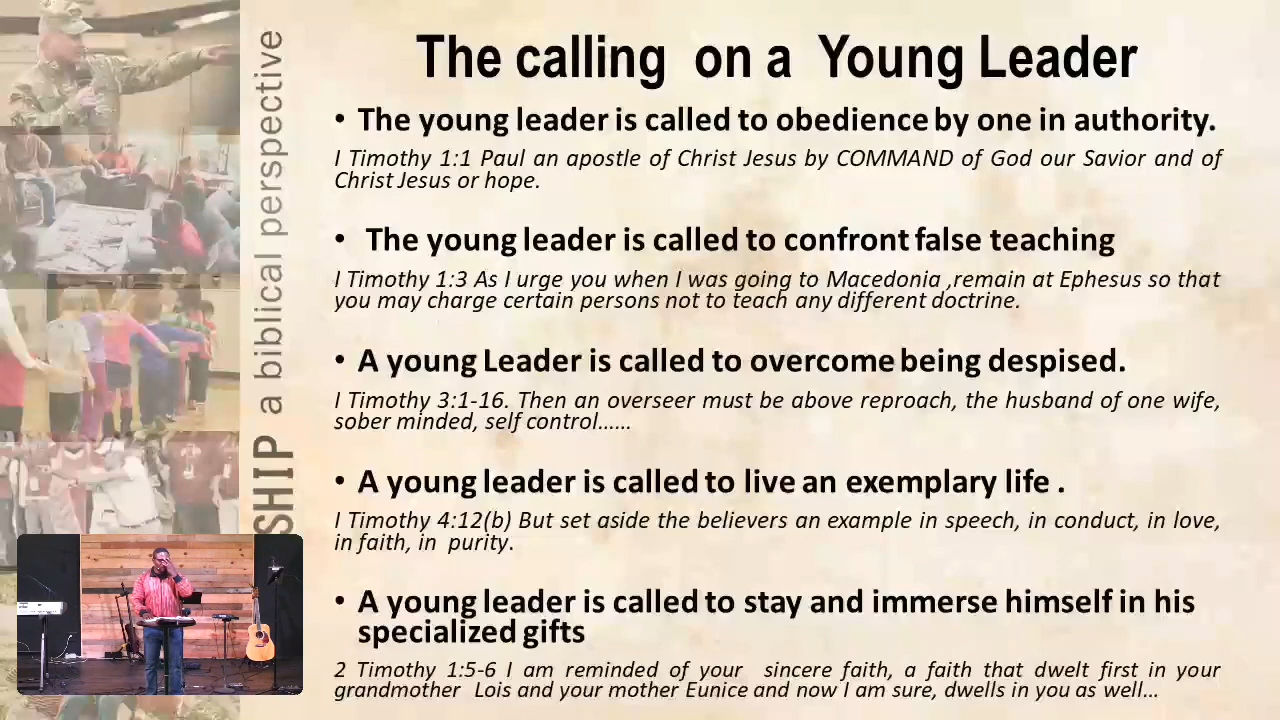 The calling on a Young Leader
• The young leader is called to obedience by one in authority.
I Timothy 1:1 Paul an apostle of Christ Jesus by COMMAND of God our Savior and of
Christ Jesus or hope.
• The young leader is called to confront false teaching
I Timothy 1:3 As I urge you when I was going to Macedonia ,remain at Ephesus so that
you may charge certain persons not to teach any different doctrine.
• A young Leader is called to overcome being despised.
I Timothy 3:1-16. Then an overseer must be above reproach, the husband of one wife,
sober minded, self control......
• A young leader is called to live an exemplary life .
I Timothy 4:12(b) But set aside the believers an example in speech, in conduct, in love,
in faith, in purity.
• A young leader is called to stay and immerse himself in his
specialized gifts
2 Timothy 1:5-6 I am reminded of your sincere faith, a faith that dwelt first in your
grandmother Lois and your mother Eunice and now I am sure, dwells in you as well...
SHIP a biblical perspective